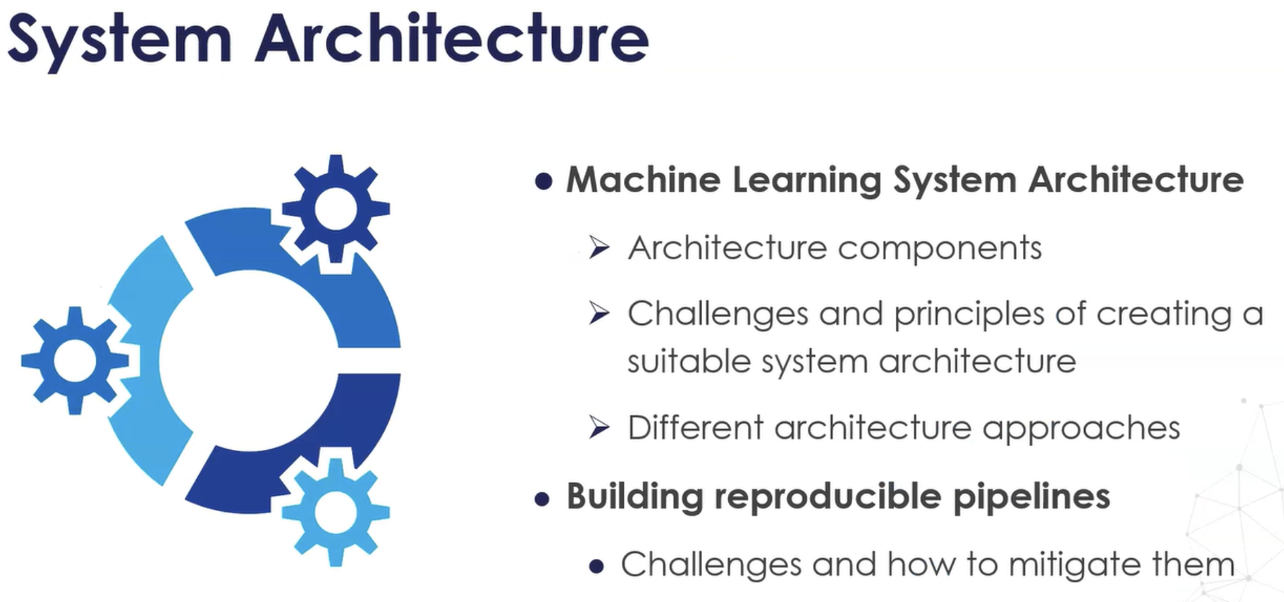 System Architecture
● Machine Learning System Architecture
➢ Architecture components
➢ Challenges and principles of creating a
suitable system architecture
➢ Different architecture approaches
● Building reproducible pipelines
● Challenges and how to mitigate them